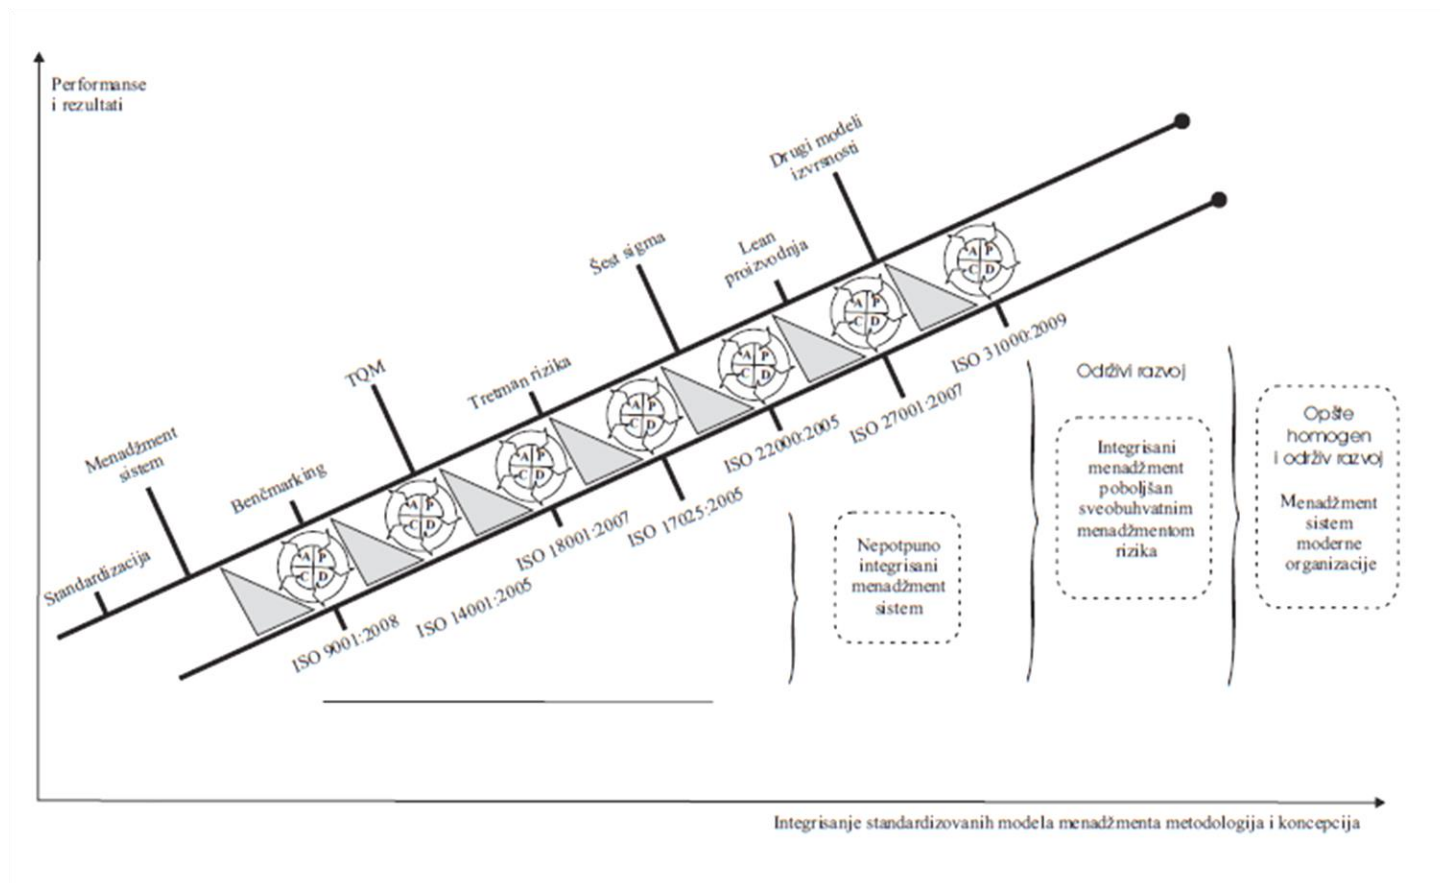 Performanse
i rezultati
Standardizacija
Menadžment
sistem
Benčmarking
TQM
Tretman rizika
Šest sigma
Lean
proizvodnja
Drugi modeli
izvrsnosti
A P
C D
A P
C D
A P
C D
A P
C D
A P
C D
A P
C D
A P
C D
ISO 9001:2008
ISO 14001:2005
ISO 18001:2007
ISO 17025:2005
ISO 22000:2005
ISO 27001:2007
ISO 31000:2009
Nepotpuno
integrisani
menadžment
sistem
Održivi razvoj
Integrisani
menadžment
poboljšan
sveobuhvatnim
menadžmentom
rizika
Opšte
homogen
i održiv razvoj
Menadžment
sistem
moderne
organizacije
Integrisanje standardizovanih modela menadžmenta metodologija i koncepcija